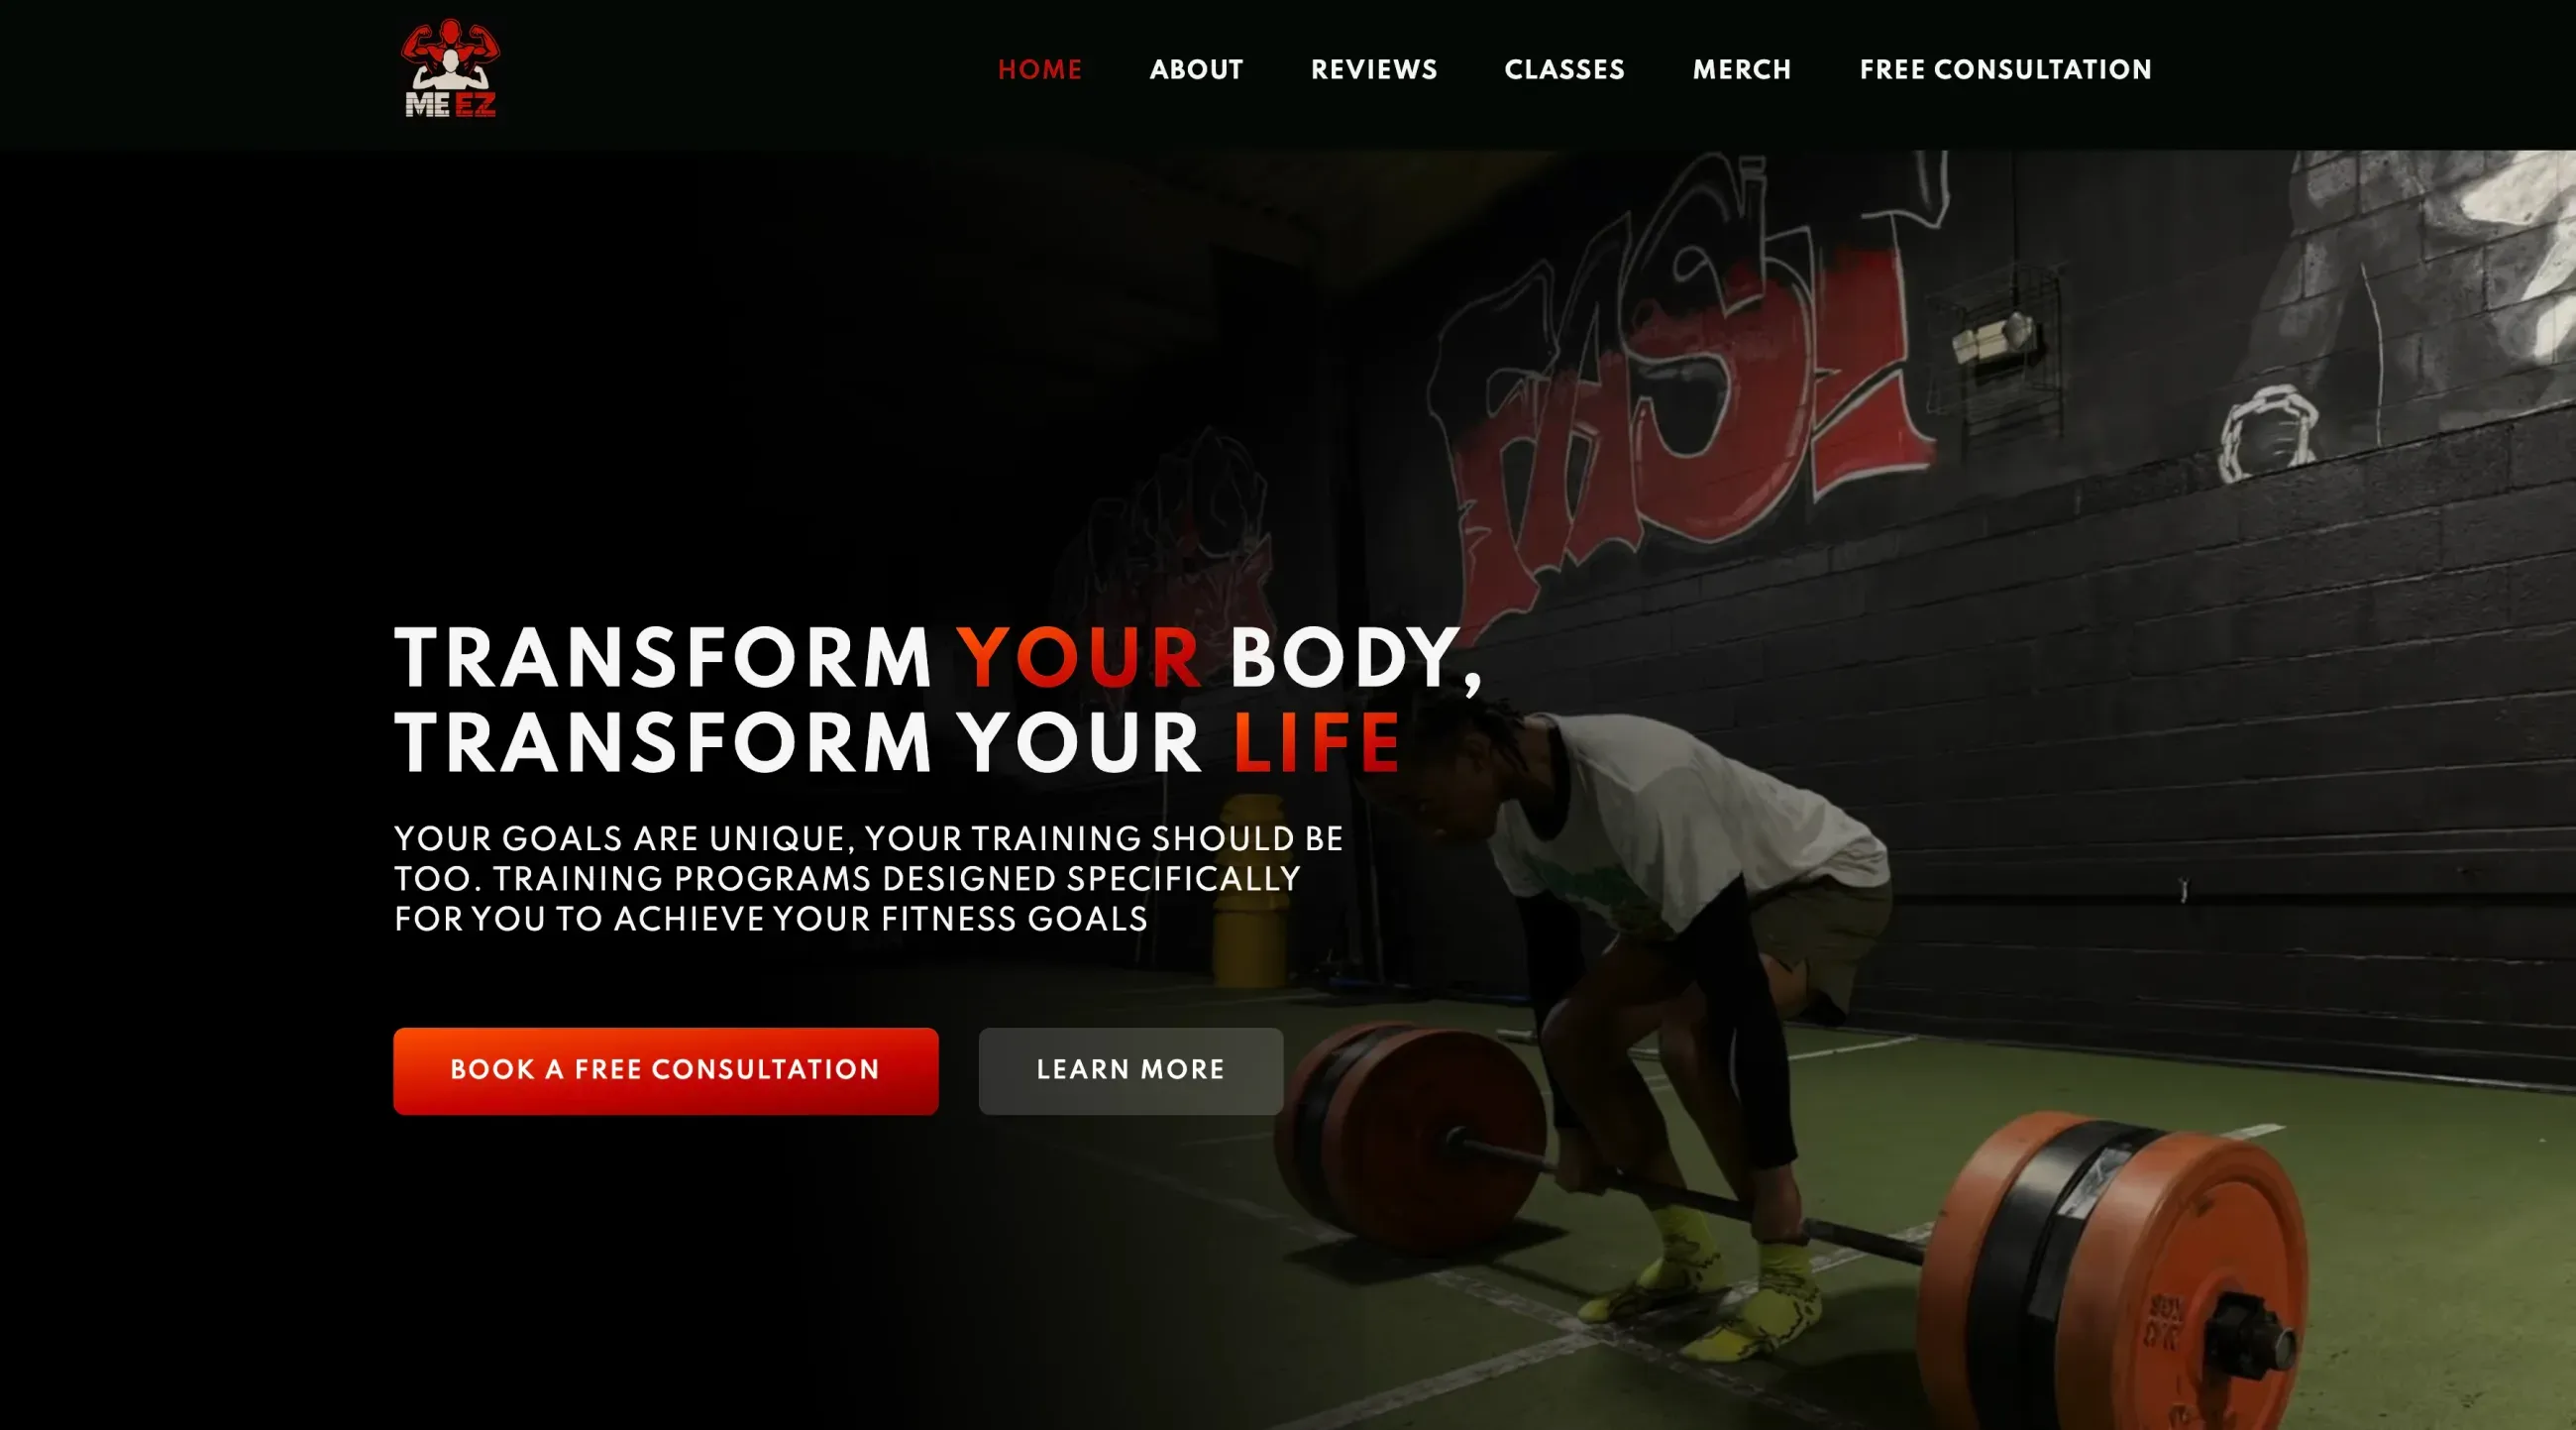 ME EZ
HOME
ABOUT
REVIEWS
CLASSES
MERCH
FREE CONSULTATION
FAST
TRANSFORM YOUR BODY,
TRANSFORM YOUR LIFE
YOUR GOALS ARE UNIQUE, YOUR TRAINING SHOULD BE
TOO. TRAINING PROGRAMS DESIGNED SPECIFICALLY
FOR YOU TO ACHIEVE YOUR FITNESS GOALS
BOOK A FREE CONSULTATION
LEARN MORE